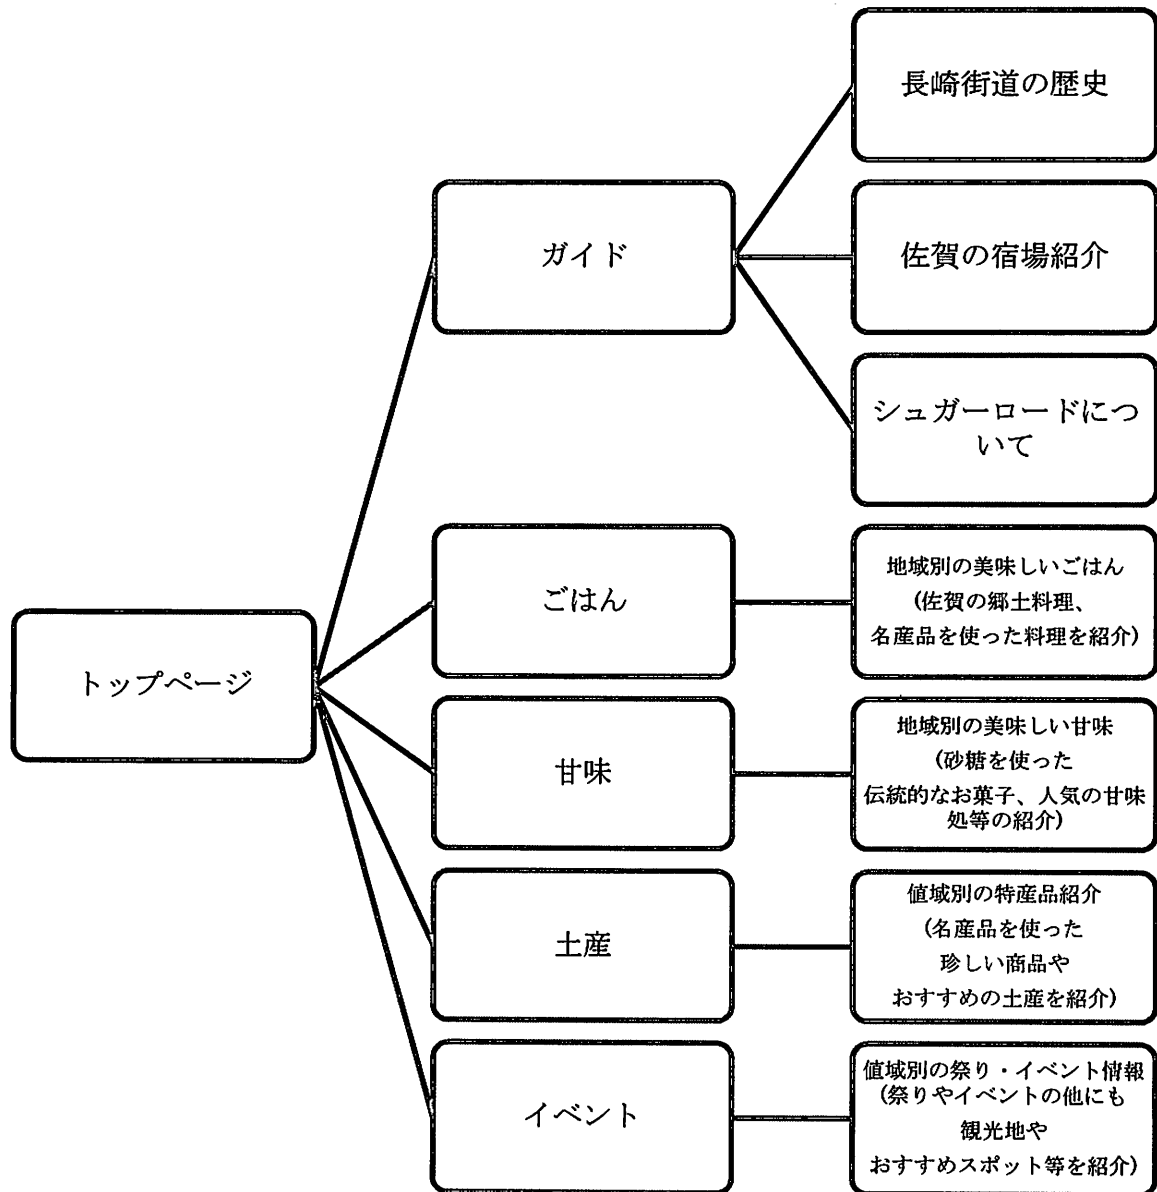 長崎街道の歴史
ガイド
佐賀の宿場紹介
シュガーロードにつ
いて
トップページ
ごはん
地域別の美味しいごはん
(佐賀の郷土料理、
名産品を使った料理を紹介)
甘味
地域別の美味しい甘味
(砂糖を使った
伝統的なお菓子、人気の甘味
処等の紹介)
土産
値域別の特産品紹介
(名産品を使った
珍しい商品や
おすすめの土産を紹介)
イベント
値域別の祭り・イベント情報
(祭りやイベントの他にも
観光地や
おすすめスポット等を紹介)